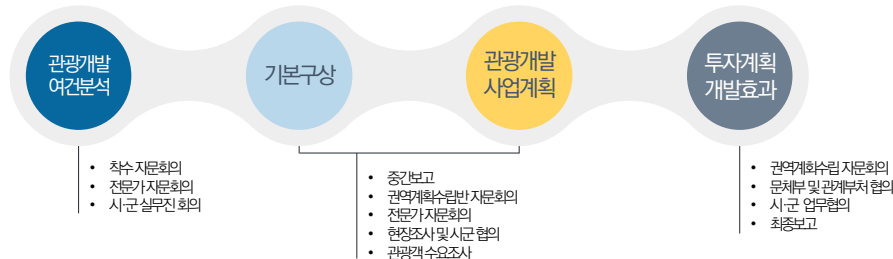 관광개발
여건분석
기본구상
관광개발
사업계획
투자계획
개발효과
• 착수 자문회의
• 전문가 자문회의
• 시·군 실무진 회의
• 중간보고
• 권역계획수립반 자문회의
• 전문가 자문회의
• 현장조사 및 시군 협의
• 관광객 수요조사
• 권역계화수립 자문회의
• 문체부 및 관계부처 협의
• 시·군 업무협의
• 최종보고